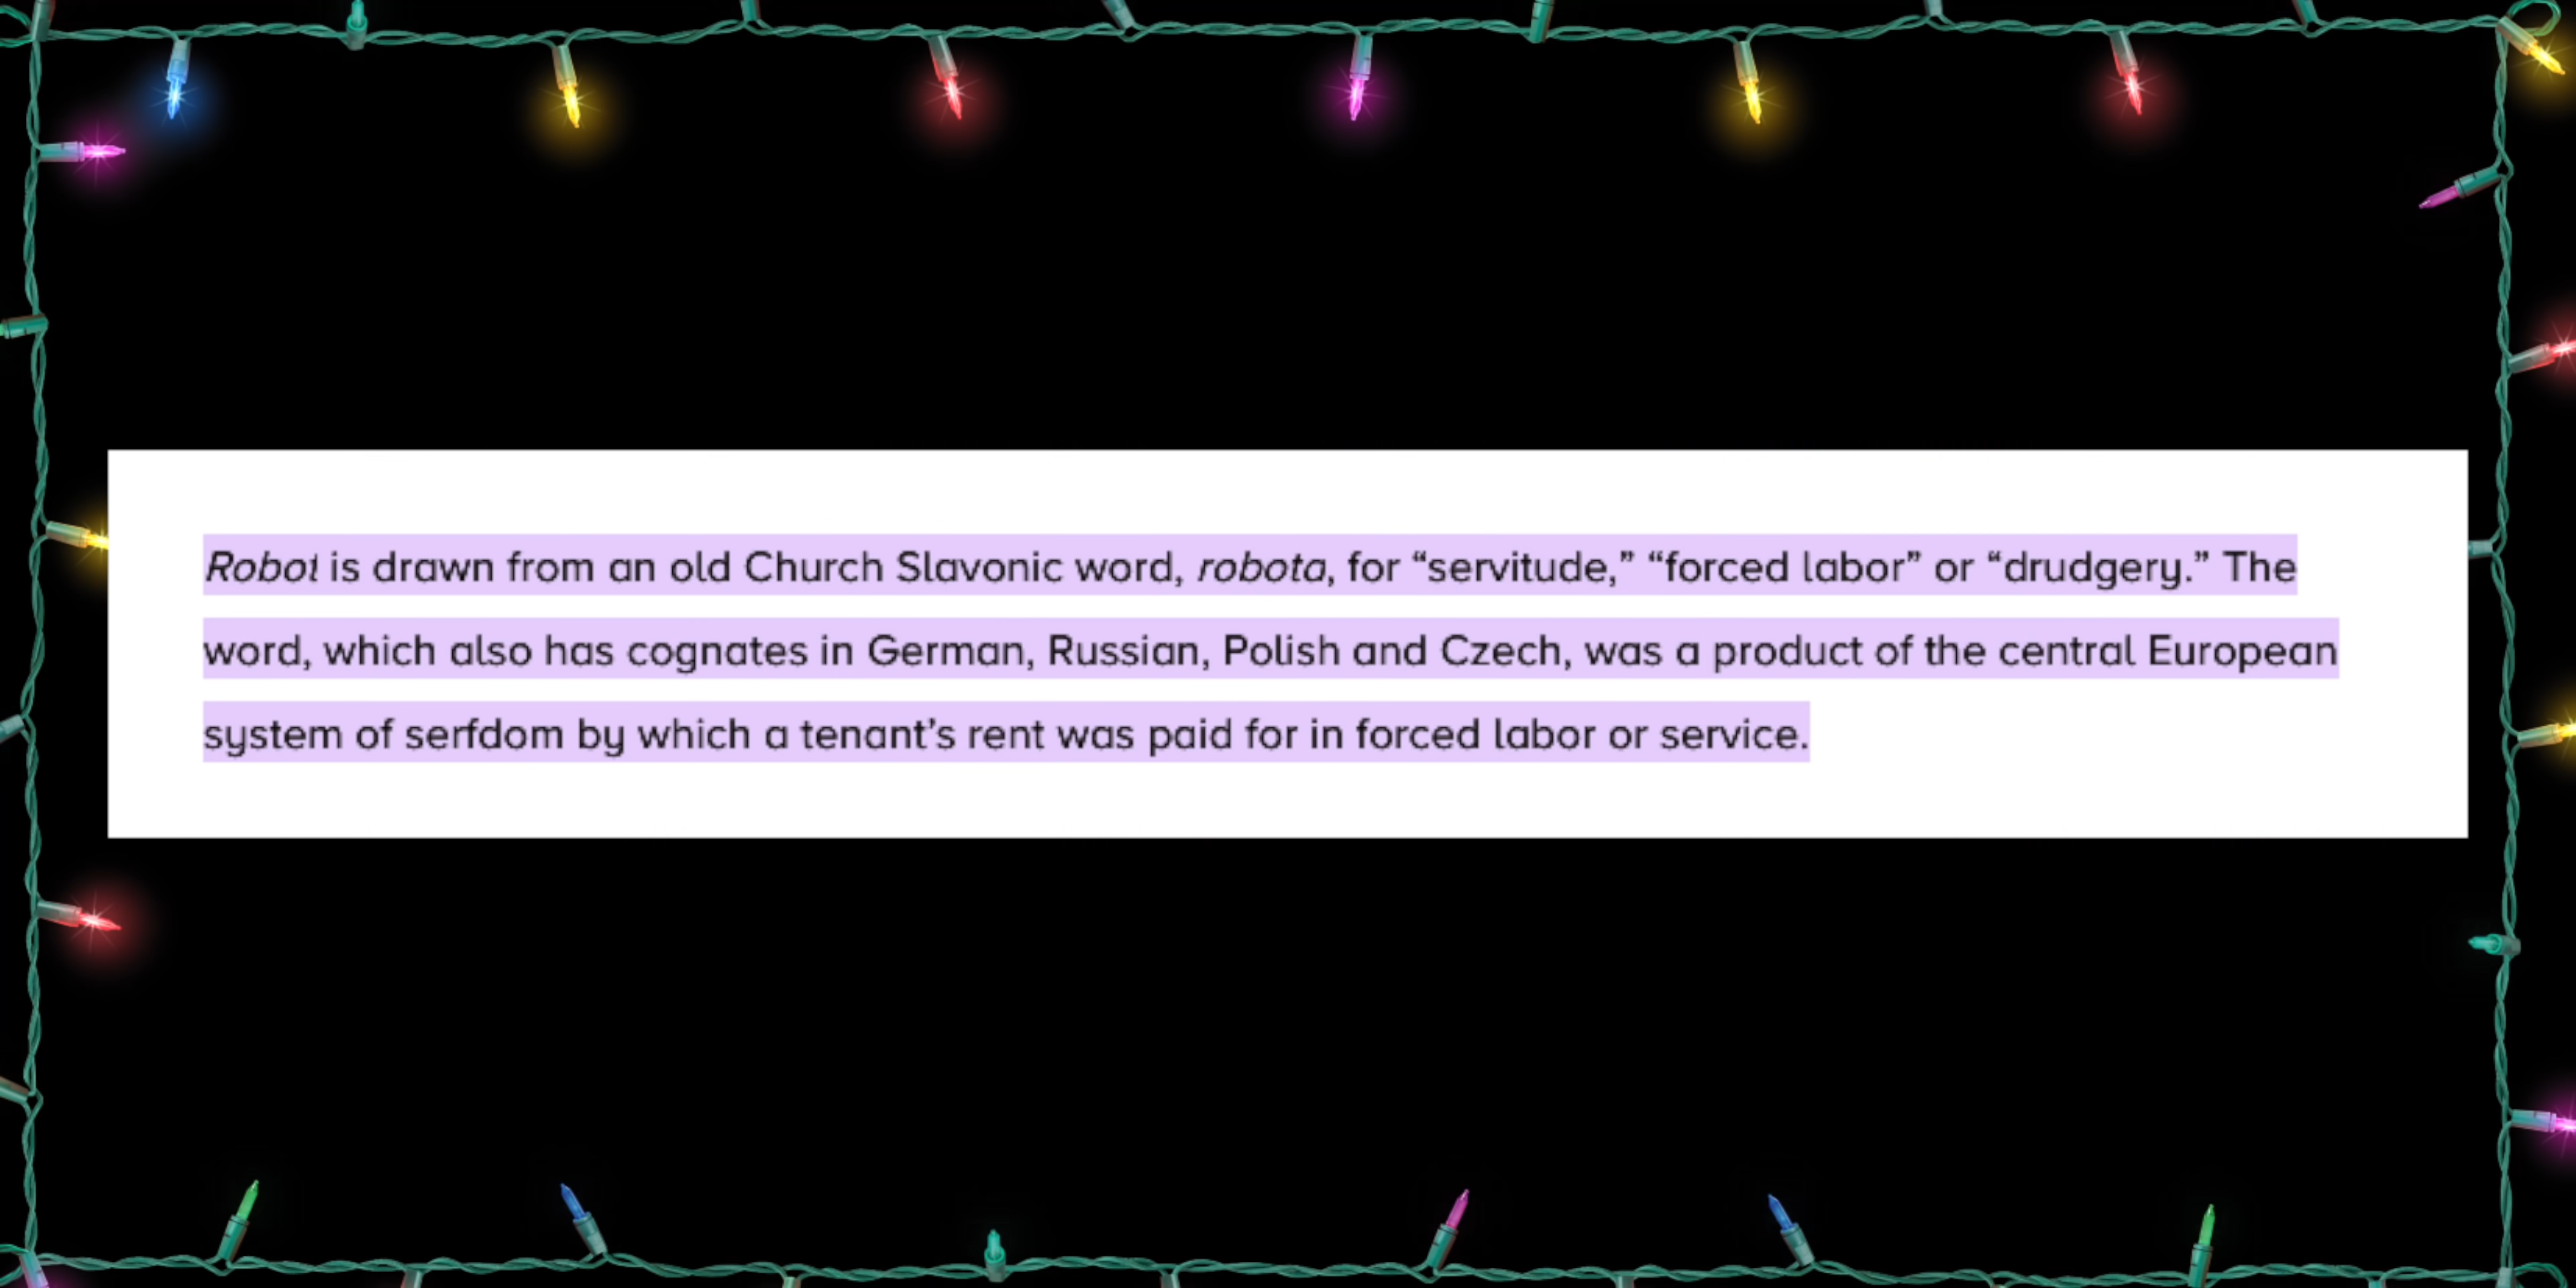 Robot is drawn from an old Church Slavonic word, robota, for “servitude,” “forced labor” or “drudgery.” The
word, which also has cognates in German, Russian, Polish and Czech, was a product of the central European
system of serfdom by which a tenant’s rent was paid for in forced labor or service.